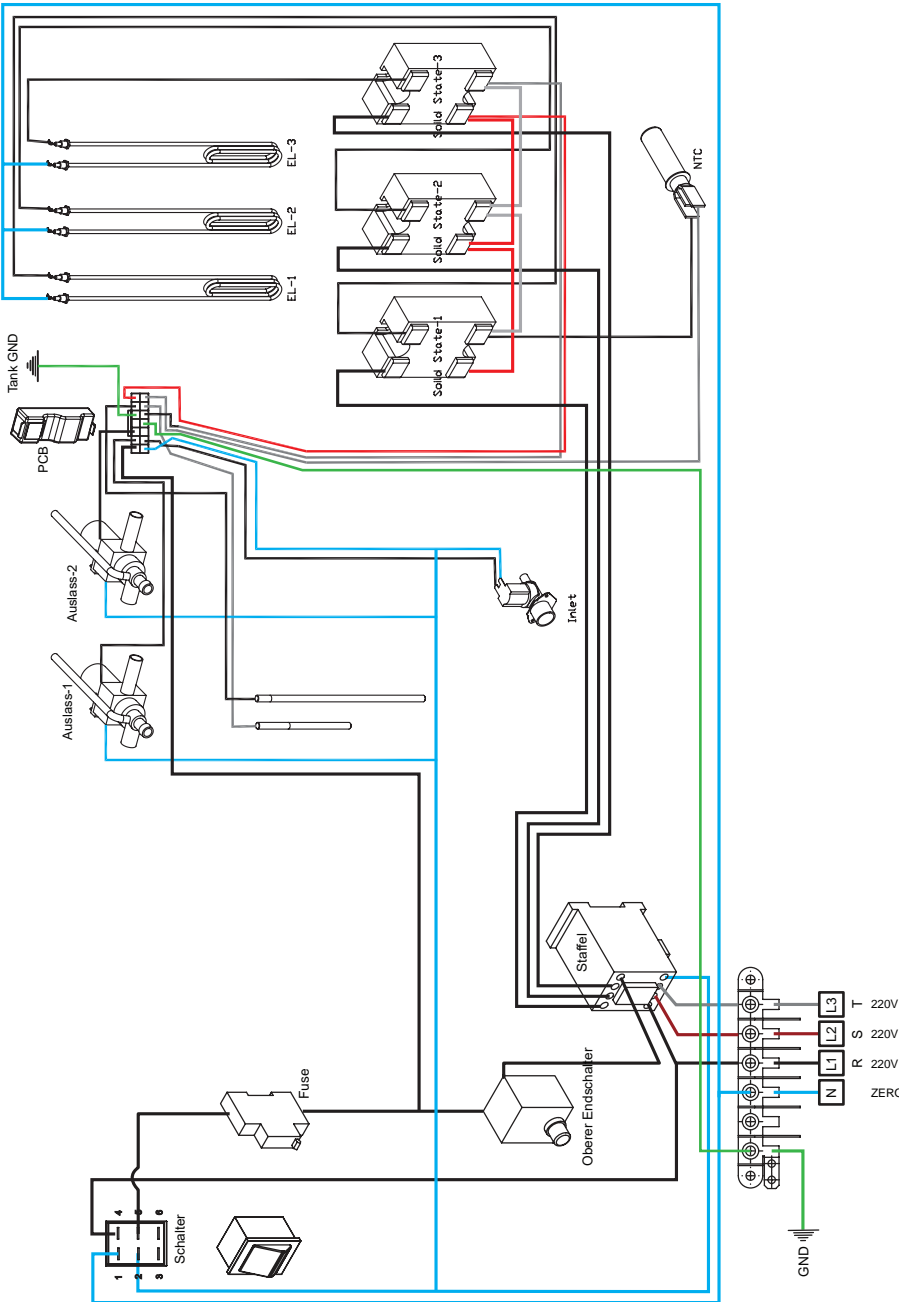 Tank GND
PCB
EL-3
EL-2
EL-1
Solid State-3
Solid State-2
Solid State-1
NTC
Auslass-2
Auslass-1
Inlet
Staffel
Fuse
Oberer Endschalter
Schalter
1
2
3
4
5
6
L3 T 220V
L2 S 220V
L1 R 220V
N ZERO
GND